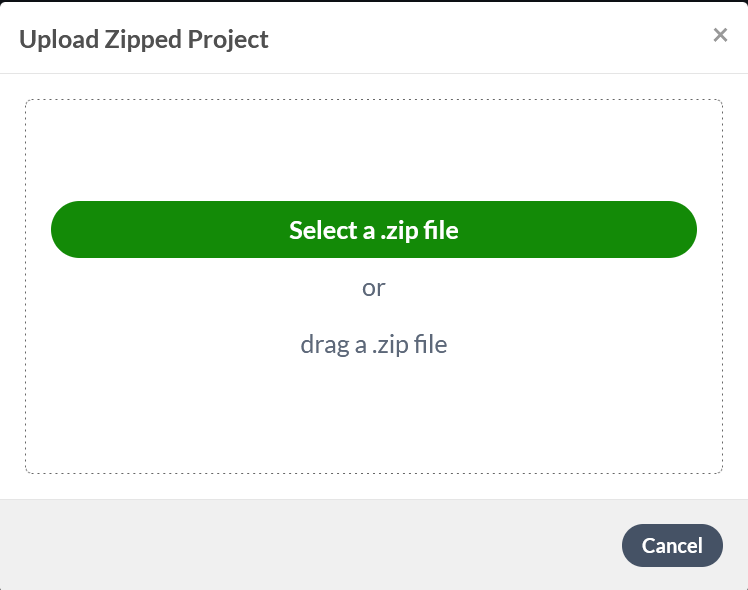 Upload Zipped Project
×
Select a .zip file
or
drag a .zip file
Cancel